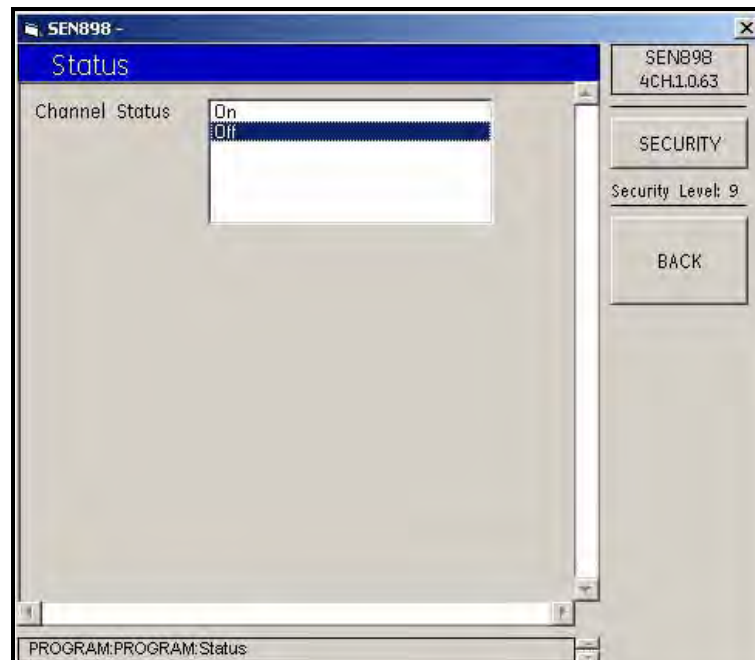 SEN898 -
Status
SEN898
4CH.1.0.63
Channel Status
On
Off
SECURITY
Security Level: 9
BACK
PROGRAM:PROGRAM:Status